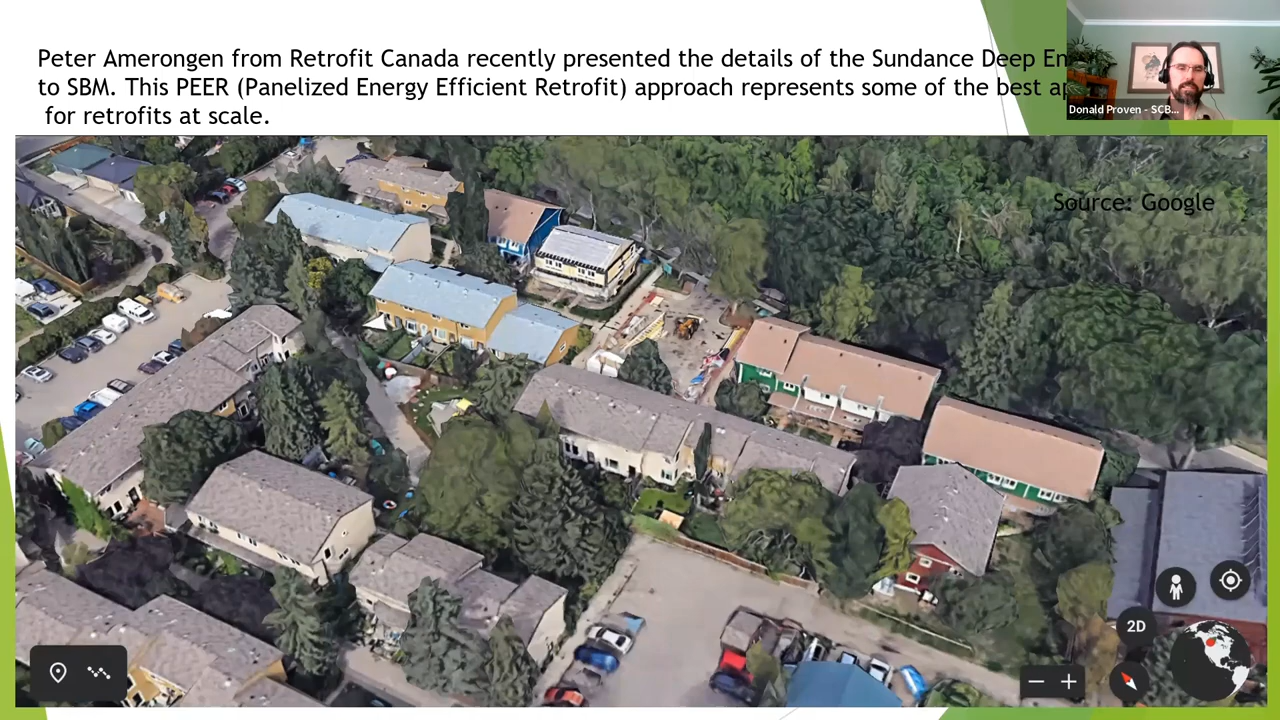 Peter Amerongen from Retrofit Canada recently presented the details of the Sundance Deep
to SBM. This PEER (Panelized Energy Efficient Retrofit) approach represents some of the best
for retrofits at scale.
Donald Proven - SCB...
Source: Google
2D